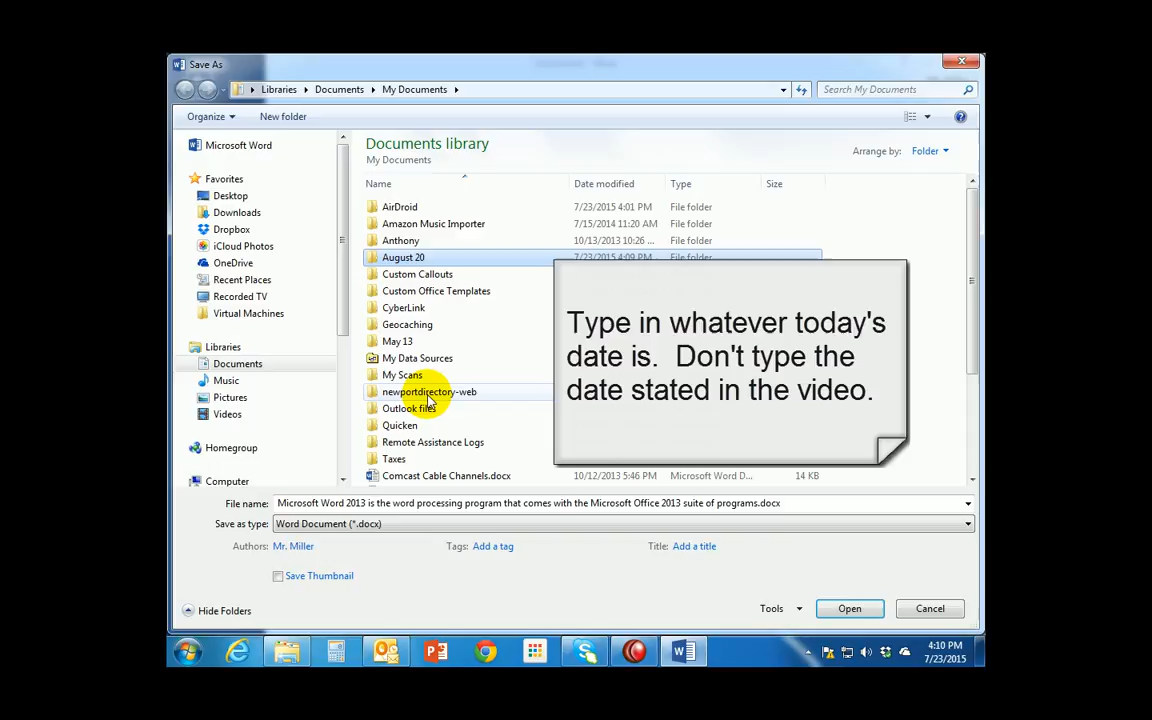 Save As
Libraries Documents My Documents
Search My Documents
Organize New folder
Documents library
My Documents
Arrange by: Folder
Microsoft Word
Favorites
Desktop
Downloads
Dropbox
iCloud Photos
OneDrive
Recent Places
Recorded TV
Virtual Machines
Libraries
Documents
Music
Pictures
Videos
Homegroup
Computer
Name Date modified Type Size
AirDroid 7/23/2015 4:01 PM File folder
Amazon Music Importer 7/15/2014 11:20 AM File folder
Anthony 10/13/2013 10:26 ... File folder
August 20 7/23/2015 4:09 PM File folder
Custom Callouts
Custom Office Templates
CyberLink
Geocaching
May 13
My Data Sources
My Scans
newportdirectory-web
Outlook files
Quicken
Remote Assistance Logs
Taxes
Comcast Cable Channels.docx 10/12/2013 5:46 PM Microsoft Word D... 14 KB
Type in whatever today's
date is. Don't type the
date stated in the video.
File name: Microsoft Word 2013 is the word processing program that comes with the Microsoft Office 2013 suite of programs.docx
Save as type: Word Document (*.docx)
Authors: Mr. Miller Tags: Add a tag Title: Add a title
Save Thumbnail
Hide Folders Tools Open Cancel
4:10 PM
7/23/2015